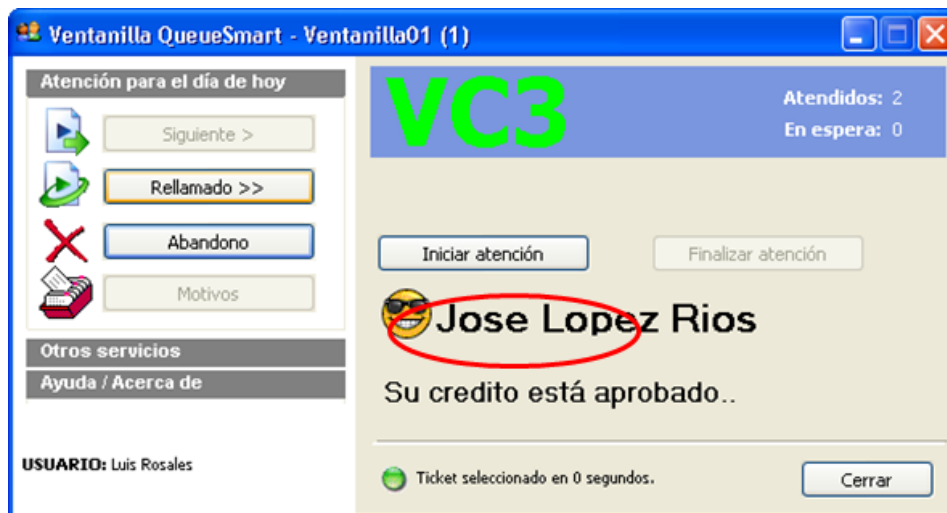 Ventanilla QueueSmart - Ventanilla01 (1)
Atención para el día de hoy
Siguiente >
Rellamado >>
Abandono
Motivos
Otros servicios
Ayuda / Acerca de
USUARIO: Luis Rosales
VC3
Atendidos: 2
En espera: 0
Iniciar atención
Finalizar atención
Jose Lopez Rios
Su credito está aprobado..
Ticket seleccionado en 0 segundos.
Cerrar